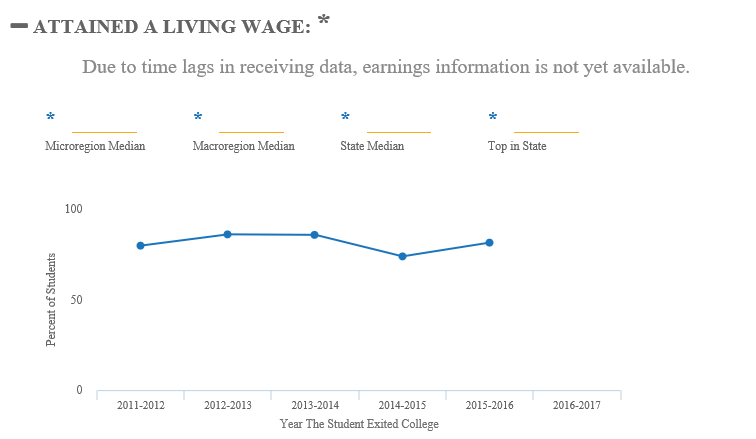 ATTAINED A LIVING WAGE: *
Due to time lags in receiving data, earnings information is not yet available.
* * * *
Microregion Median Macroregion Median State Median Top in State
100
50
0
Percent of Students
2011-2012 2012-2013 2013-2014 2014-2015 2015-2016 2016-2017
Year The Student Exited College